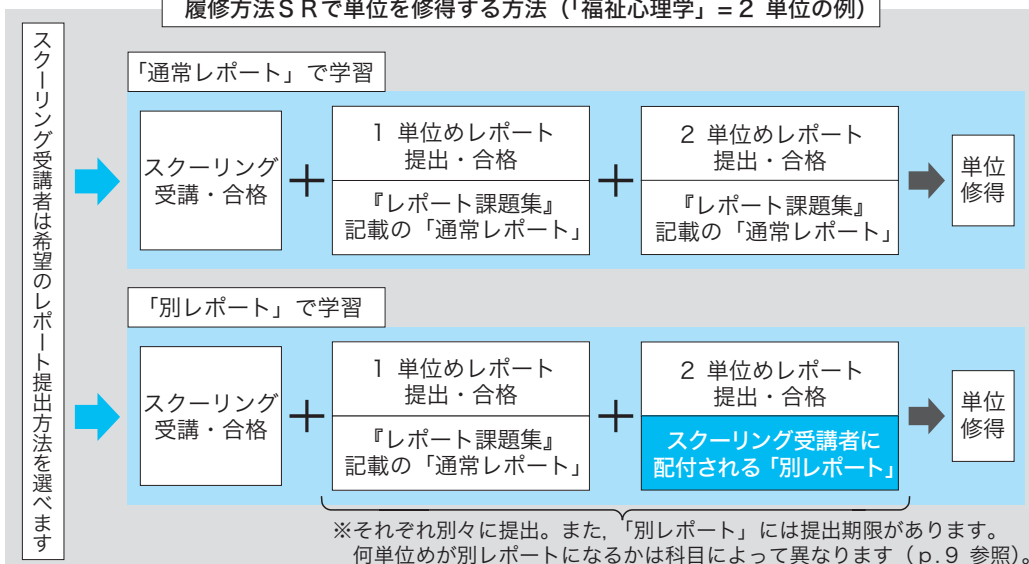 履修方法SRで単位を修得する方法(「福祉心理学」=2 単位の例)
スクーリング受講者は希望のレポート提出方法を選べます
「通常レポート」で学習
スクーリング
受講・合格
+
1 単位めレポート
提出・合格
『レポート課題集』
記載の「通常レポート」
+
2 単位めレポート
提出・合格
『レポート課題集』
記載の「通常レポート」
単位
修得
「別レポート」で学習
スクーリング
受講・合格
+
1 単位めレポート
提出・合格
『レポート課題集』
記載の「通常レポート」
+
2 単位めレポート
提出・合格
スクーリング受講者に
配付される「別レポート」
単位
修得
※それぞれ別々に提出。また,「別レポート」には提出期限があります。
何単位めが別レポートになるかは科目によって異なります(p.9 参照)。